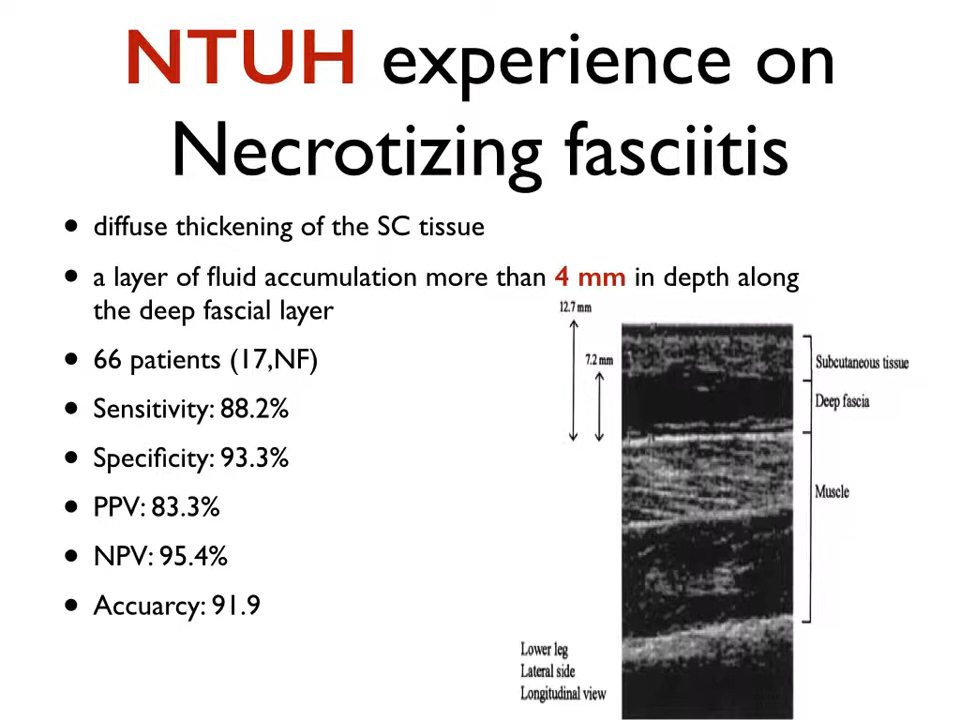 NTUH experience on
Necrotizing fasciitis
• diffuse thickening of the SC tissue
• a layer of fluid accumulation more than 4 mm in depth along
the deep fascial layer
• 66 patients (17,NF)
• Sensitivity: 88.2%
• Specificity: 93.3%
• PPV: 83.3%
• NPV: 95.4%
• Accuarcy: 91.9
12.7 mm
7.2 mm
Subcutaneous tissue
Deep fascia
Muscle
Lower leg
Lateral side
Longitudinal view